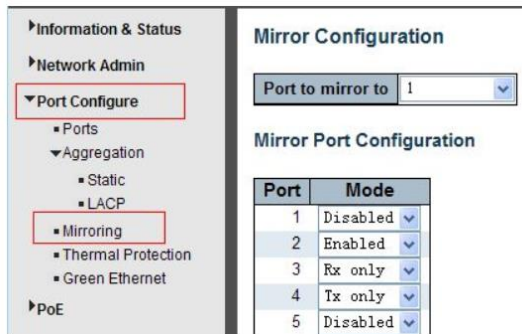 Information & Status
Network Admin
Port Configure
Ports
Aggregation
Static
LACP
Mirroring
Thermal Protection
Green Ethernet
PoE
Mirror Configuration
Port to mirror to 1
Mirror Port Configuration
Port Mode
1 Disabled
2 Enabled
3 Rx only
4 Tx only
5 Disabled